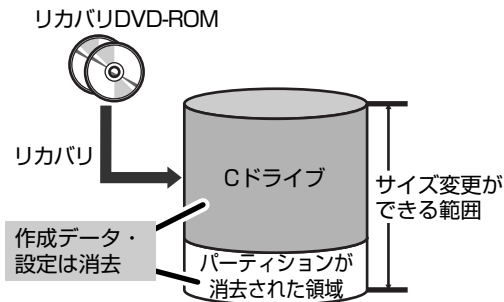 リカバリDVD-ROM
リカバリ
Cドライブ
サイズ変更が
できる範囲
作成データ・
設定は消去
パーティションが
消去された領域